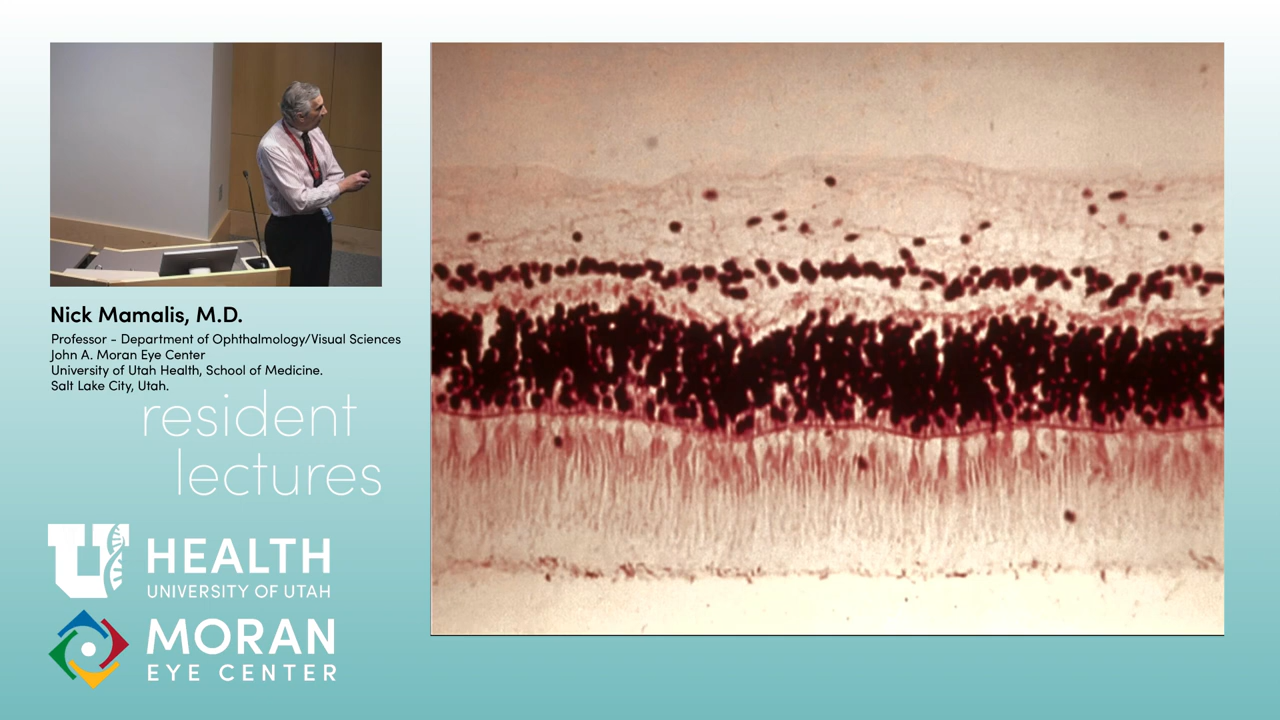 Nick Mamalis, M.D.
Professor - Department of Ophthalmology/Visual Sciences
John A. Moran Eye Center
University of Utah Health, School of Medicine.
Salt Lake City, Utah.
resident
lectures
U HEALTH
UNIVERSITY OF UTAH
MORAN
EYE CENTER